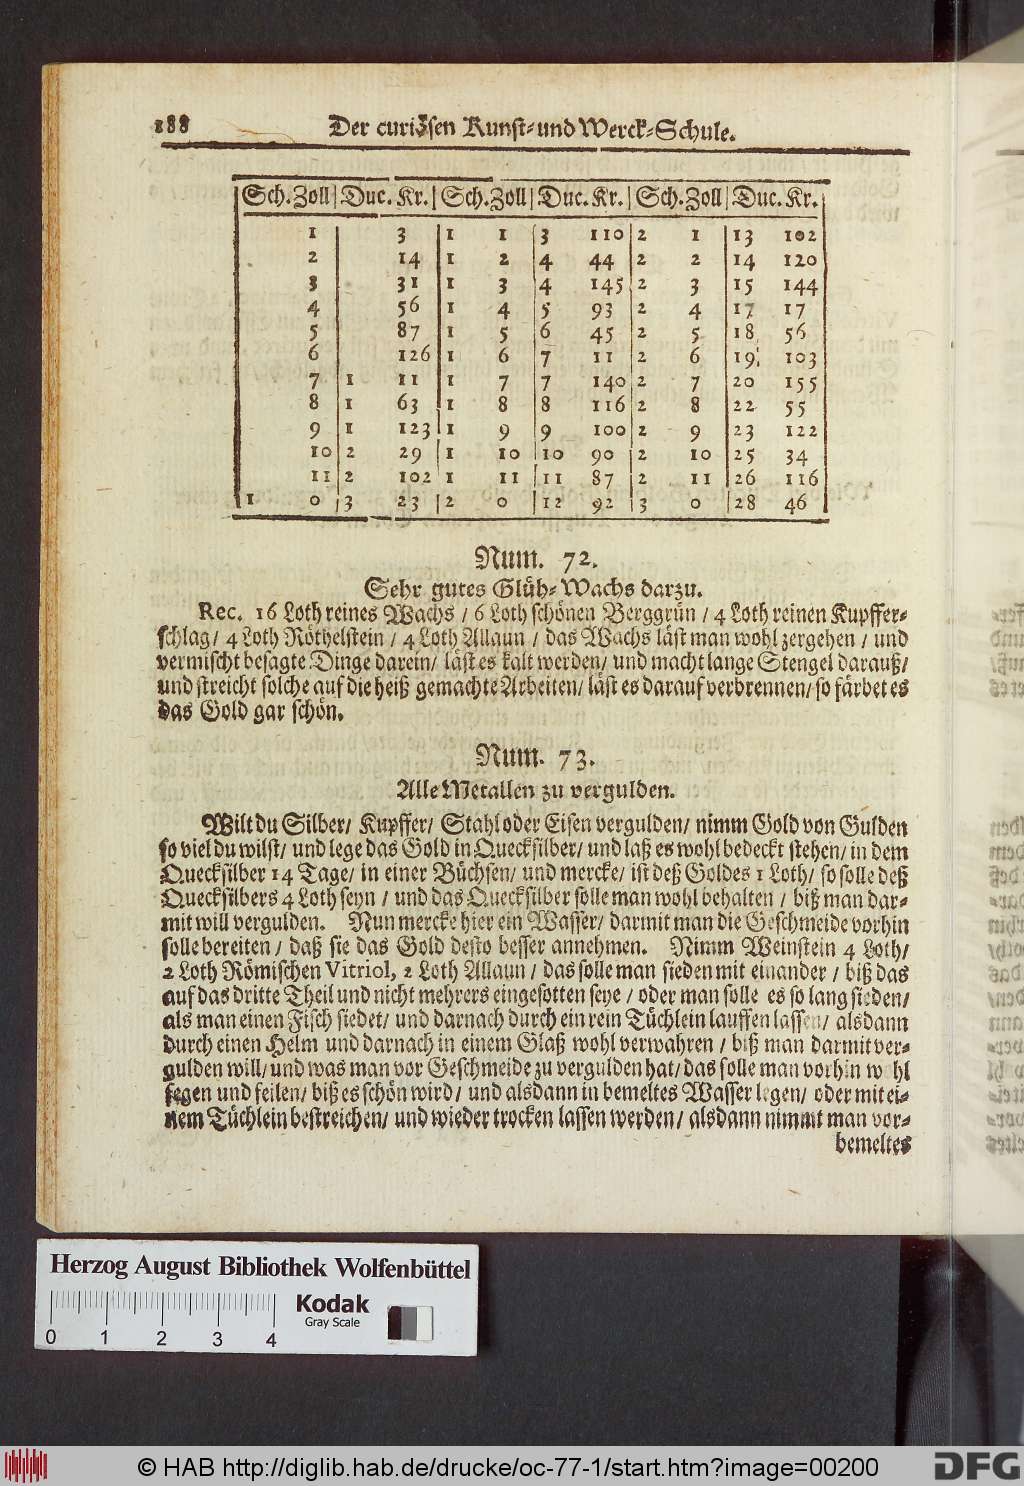 188 Der curiösen Kunst- und Werck-Schule.
Sch. Zoll | Duc. Kr. | Sch. Zoll | Duc. Kr. | Sch. Zoll | Duc. Kr.
1 | 3 | 1 1 | 3 110 | 2 1 | 13 102
2 | 14 | 1 2 | 4 44 | 2 2 | 14 120
3 | 31 | 1 3 | 4 145 | 2 3 | 15 144
4 | 56 | 1 4 | 5 93 | 2 4 | 17 17
5 | 87 | 1 5 | 6 45 | 2 5 | 18 56
6 | 126 | 1 6 | 7 11 | 2 6 | 19 103
7 | 1 11 | 1 7 | 7 140 | 2 7 | 20 155
8 | 1 63 | 1 8 | 8 116 | 2 8 | 22 55
9 | 1 123 | 1 9 | 9 100 | 2 9 | 23 122
10 | 2 29 | 1 10 | 10 90 | 2 10 | 25 34
11 | 2 102 | 1 11 | 11 87 | 2 11 | 26 116
1 0 | 3 23 | 2 0 | 12 92 | 3 0 | 28 46
Num. 72.
Sehr gutes Glüh-Wachs darzu.
Rec. 16 Loth reines Wachs / 6 Loth schönen Berggrün / 4 Loth reinen Kupffer-
schlag / 4 Loth Röthelstein / 4 Loth Allaun / das Wachs läst man wohl zergehen / und
vermischt besagte Dinge darein / läst es kalt werden / und macht lange Stengel darauß /
und streicht solche auf die heiß gemachte Arbeiten / läst es darauf verbrennen / so färbet es
das Gold gar schön.
Num. 73.
Alle Metallen zu vergulden.
Wilt du Silber / Kupffer / Stahl oder Eisen vergulden / nimm Gold von Gulden
so viel du wilst / und lege das Gold in Quecksilber / und laß es wohl bedeckt stehen / in dem
Quecksilber 14 Tage / in einer Büchsen / und mercke / ist deß Goldes 1 Loth / so solle deß
Quecksilbers 4 Loth seyn / und das Quecksilber solle man wohl behalten / biß man dar-
mit will vergulden. Nun mercke hier ein Wasser / darmit man die Geschmeide vorhin
solle bereiten / daß sie das Gold desto besser annehmen. Nimm Weinstein 4 Loth /
2 Loth Römischen Vitriol, 2 Loth Allaun / das solle man sieden mit einander / biß das
auf das dritte Theil und nicht mehrers eingesotten seye / oder man solle es so lang sieden /
als man einen Fisch siedet / und darnach durch ein rein Tüchlein lauffen lassen / alsdann
durch einen Helm und darnach in einem Glaß wohl verwahren / biß man darmit ver-
gulden will / und was man vor Geschmeide zu vergulden hat / das solle man vorhin wohl
fegen und feilen / biß es schön wird / und alsdann in bemeltes Wasser legen / oder mit ei-
nem Tüchlein bestreichen / und wieder trocken lassen werden / alsdann nimmt man vor-
bemeltes
Herzog August Bibliothek Wolfenbüttel
Kodak
Gray Scale
0 1 2 3 4
© HAB http://diglib.hab.de/drucke/oc-77-1/start.htm?image=00200
DFG